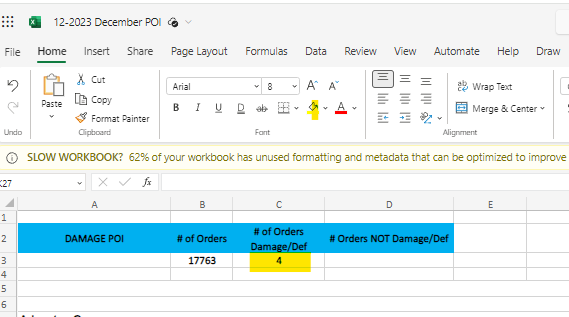 12-2023 December POI
File Home Insert Share Page Layout Formulas Data Review View Automate Help Draw
Cut
Arial 8 A A
ab Wrap Text
Paste
Copy
B I U D ab A
Merge & Center
Format Painter
Undo Clipboard Font Alignment
SLOW WORKBOOK? 62% of your workbook has unused formatting and metadata that can be optimized to improve
K27 fx
A B C D E
1
2 DAMAGE POI # of Orders # of Orders Damage/Def # Orders NOT Damage/Def
3 17763 4
4
5
6